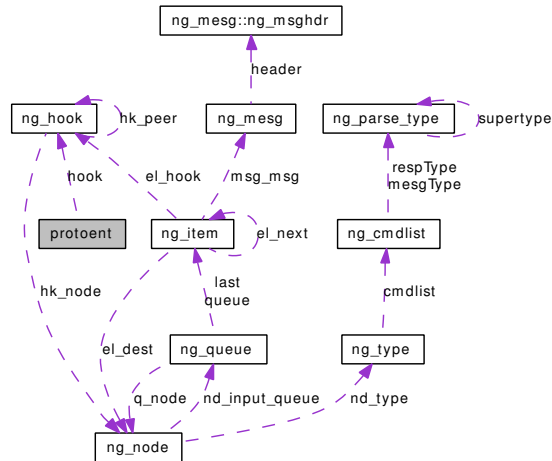 ng_mesg::ng_msghdr
header
ng_hook
hk_peer
ng_mesg
ng_parse_type
supertype
hook
el_hook
msg_msg
respType
mesgType
protoent
ng_item
el_next
ng_cmdlist
hk_node
last
queue
cmdlist
el_dest
ng_queue
ng_type
q_node
nd_input_queue
nd_type
ng_node